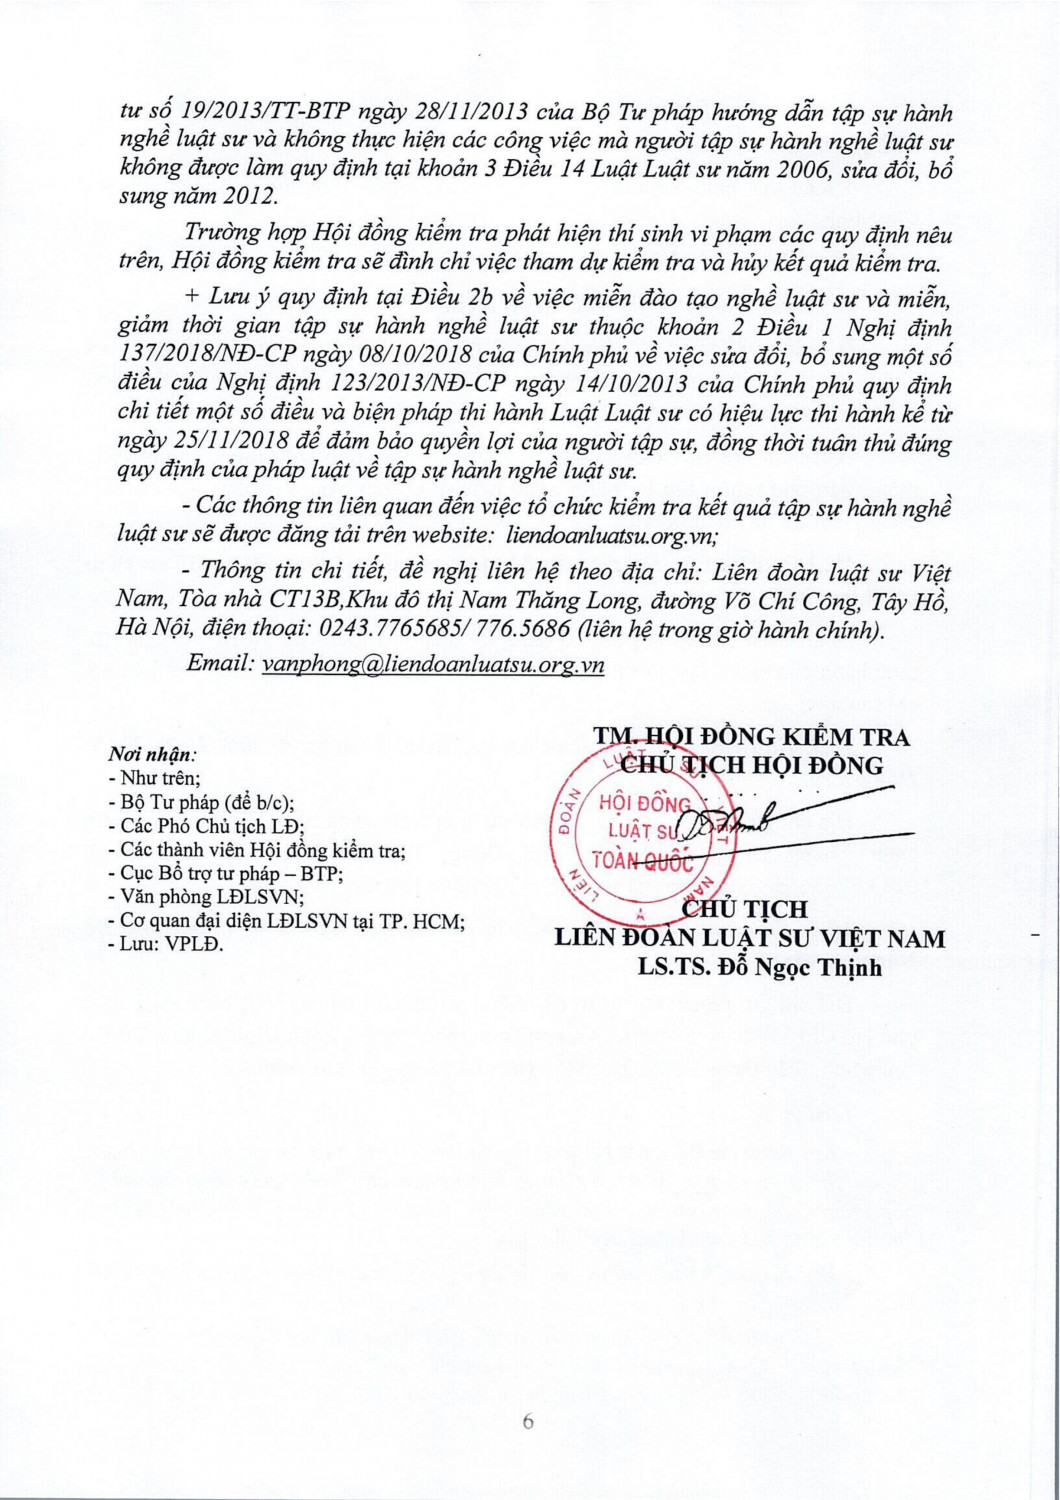 tư số 19/2013/TT-BTP ngày 28/11/2013 của Bộ Tư pháp hướng dẫn tập sự hành
nghề luật sư và không thực hiện các công việc mà người tập sự hành nghề luật sư
không được làm quy định tại khoản 3 Điều 14 Luật Luật sư năm 2006, sửa đổi, bổ
sung năm 2012.
Trường hợp Hội đồng kiểm tra phát hiện thí sinh vi phạm các quy định nêu
trên, Hội đồng kiểm tra sẽ đình chỉ việc tham dự kiểm tra và hủy kết quả kiểm tra.
+ Lưu ý quy định tại Điều 2b về việc miễn đào tạo nghề luật sư và miễn,
giảm thời gian tập sự hành nghề luật sư thuộc khoản 2 Điều 1 Nghị định
137/2018/NĐ-CP ngày 08/10/2018 của Chính phủ về việc sửa đổi, bổ sung một số
điều của Nghị định 123/2013/NĐ-CP ngày 14/10/2013 của Chính phủ quy định
chi tiết một số điều và biện pháp thi hành Luật Luật sư có hiệu lực thi hành kể từ
ngày 25/11/2018 để đảm bảo quyền lợi của người tập sự, đồng thời tuân thủ đúng
quy định của pháp luật về tập sự hành nghề luật sư.
- Các thông tin liên quan đến việc tổ chức kiểm tra kết quả tập sự hành nghề
luật sư sẽ được đăng tải trên website: liendoanluatsu.org.vn;
- Thông tin chi tiết, đề nghị liên hệ theo địa chỉ: Liên đoàn luật sư Việt
Nam, Tòa nhà CT13B,Khu đô thị Nam Thăng Long, đường Võ Chí Công, Tây Hồ,
Hà Nội, điện thoại: 0243.7765685/ 776.5686 (liên hệ trong giờ hành chính).
Email: vanphong@liendoanluatsu.org.vn
Nơi nhận:
- Như trên;
- Bộ Tư pháp (để b/c);
- Các Phó Chủ tịch LĐ;
- Các thành viên Hội đồng kiểm tra;
- Cục Bổ trợ tư pháp – BTP;
- Văn phòng LĐLSVN;
- Cơ quan đại diện LĐLSVN tại TP. HCM;
- Lưu: VPLĐ.
TM. HỘI ĐỒNG KIỂM TRA
CHỦ TỊCH HỘI ĐỒNG
LIÊN ĐOÀN LUẬT SƯ VIỆT NAM
HỘI ĐỒNG
LUẬT SƯ
TOÀN QUỐC
CHỦ TỊCH
LIÊN ĐOÀN LUẬT SƯ VIỆT NAM
LS.TS. Đỗ Ngọc Thịnh
6